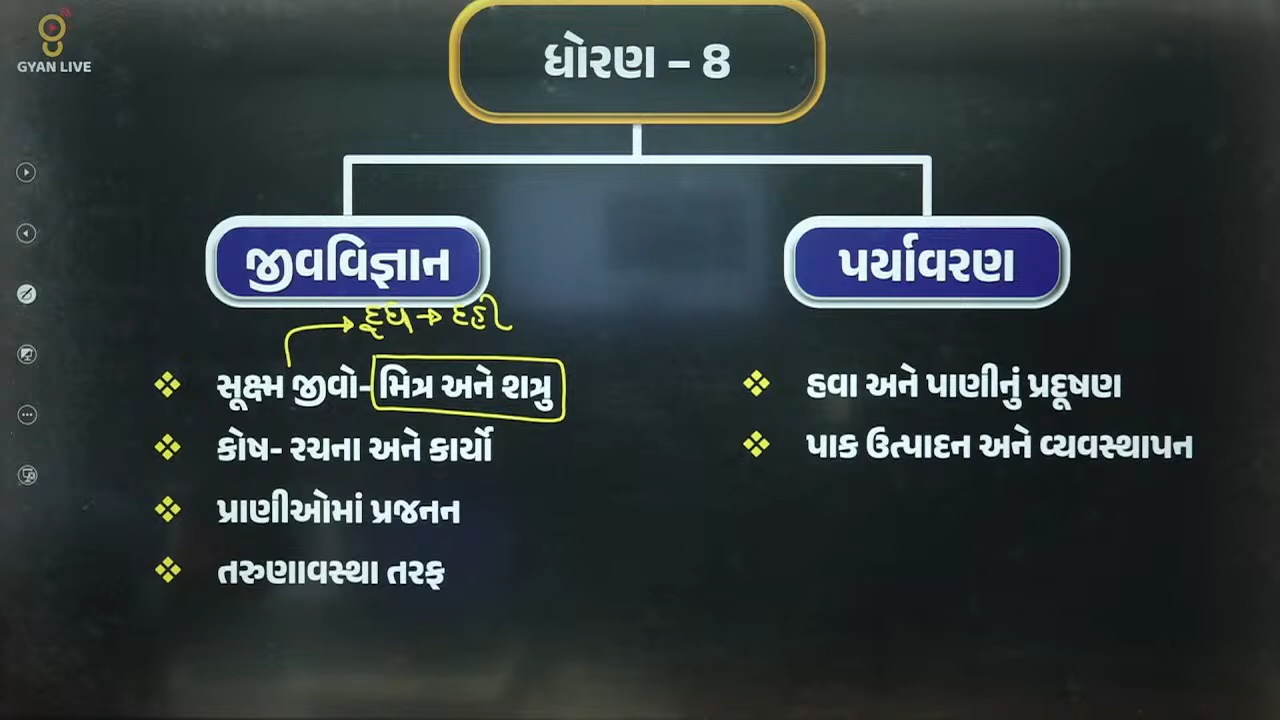 GYAN LIVE
ધોરણ – 8
જીવવિજ્ઞાન
પર્યાવરણ
દૂધ → દહી
સૂક્ષ્મ જીવો- મિત્ર અને શત્રુ
કોષ- રચના અને કાર્યો
પ્રાણીઓમાં પ્રજનન
તરુણાવસ્થા તરફ
હવા અને પાણીનું પ્રદૂષણ
પાક ઉત્પાદન અને વ્યવસ્થાપન